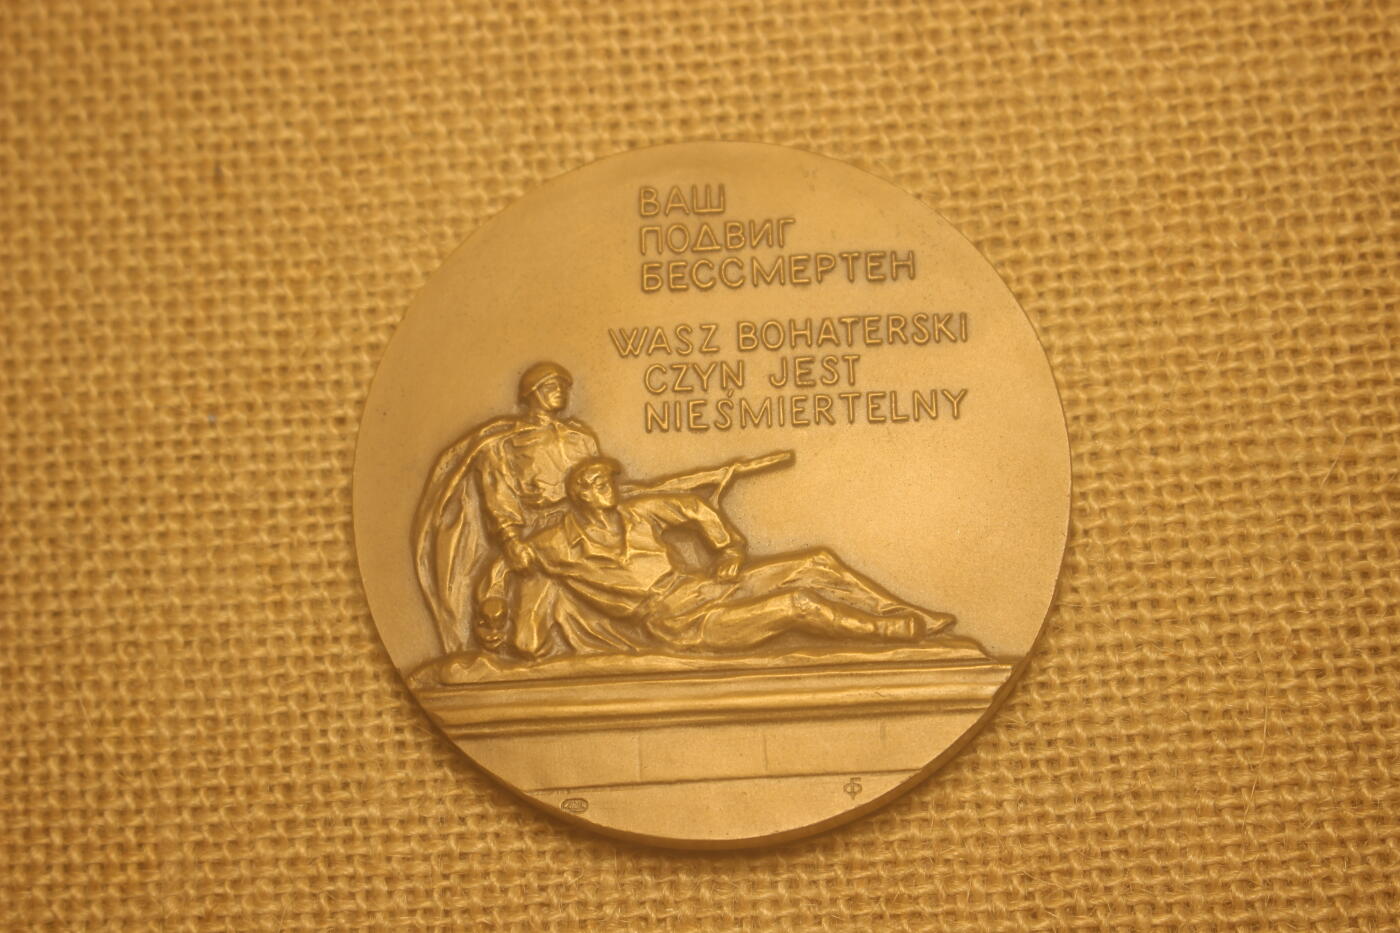 ВАШ
ПОДВИГ
БЕССМЕРТЕН
WASZ BOHATERSKI
CZYN JEST
NIEŚMIERTELNY